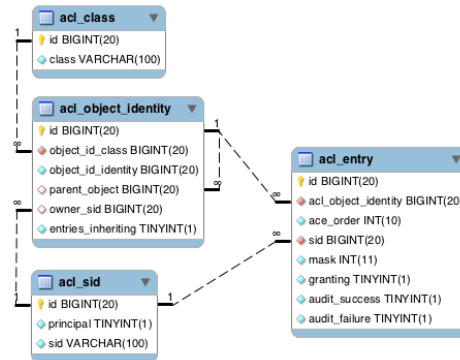 acl_class
1
id BIGINT(20)
class VARCHAR(100)
acl_object_identity
id BIGINT(20)
1
∞
object_id_class BIGINT(20)
object_id_identity BIGINT(20)
parent_object BIGINT(20)
∞
∞
owner_sid BIGINT(20)
entries_inheriting TINYINT(1)
acl_sid
1
id BIGINT(20)
1
principal TINYINT(1)
sid VARCHAR(100)
acl_entry
id BIGINT(20)
∞
acl_object_identity BIGINT(20)
ace_order INT(10)
∞
sid BIGINT(20)
mask INT(11)
granting TINYINT(1)
audit_success TINYINT(1)
audit_failure TINYINT(1)